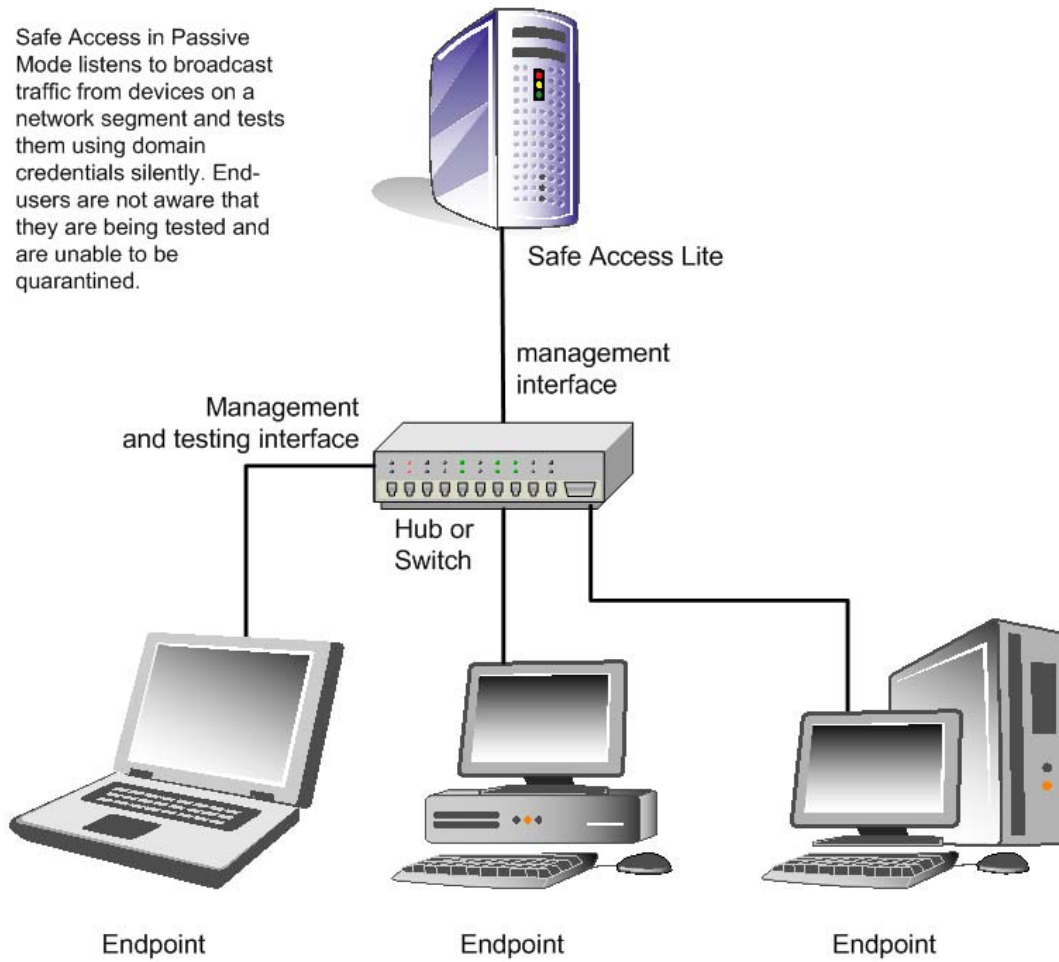 Safe Access in Passive
Mode listens to broadcast
traffic from devices on a
network segment and tests
them using domain
credentials silently. End-
users are not aware that
they are being tested and
are unable to be
quarantined.
Safe Access Lite
management
interface
Management
and testing interface
Hub or
Switch
Endpoint
Endpoint
Endpoint